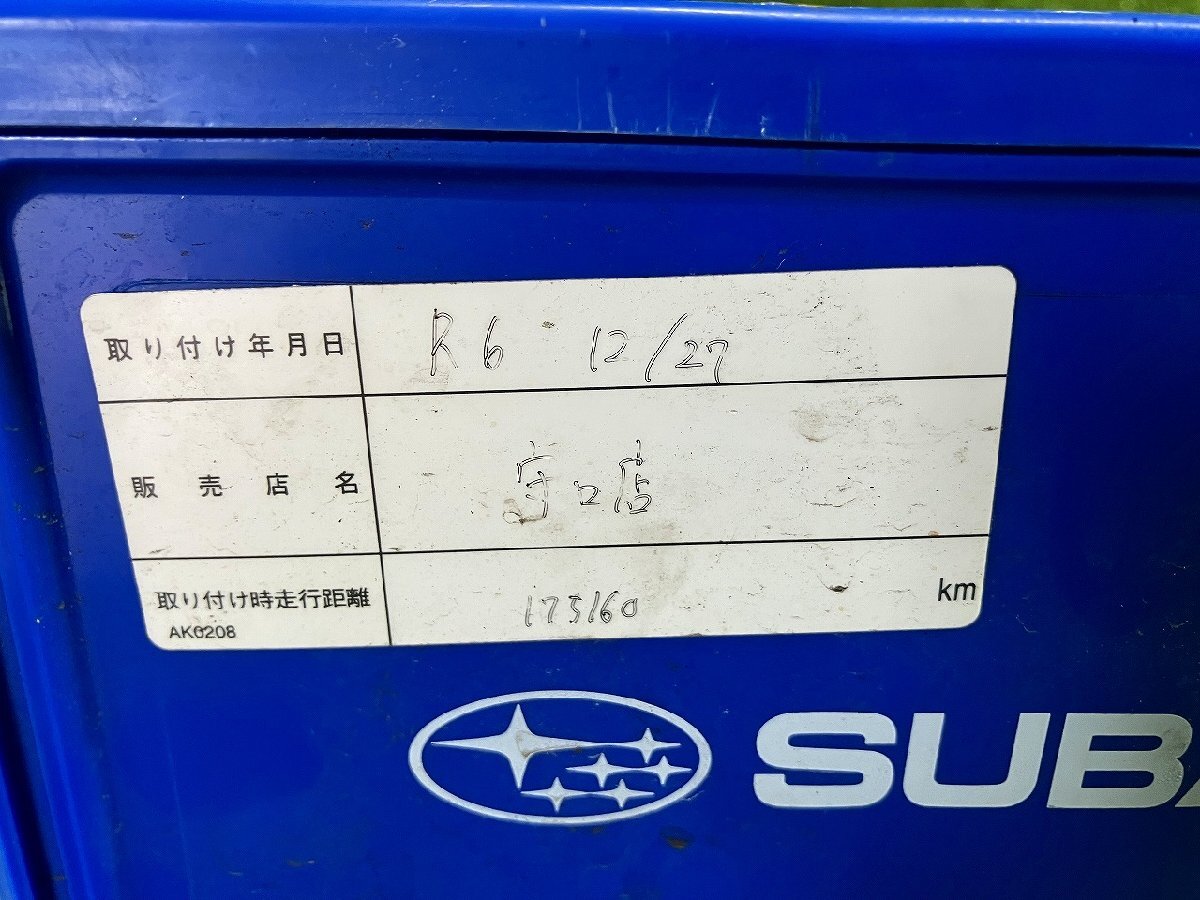 取り付け年月日 R6 12/27
販売店名 守口店
取り付け時走行距離 175160 km
AK0208
SUBA